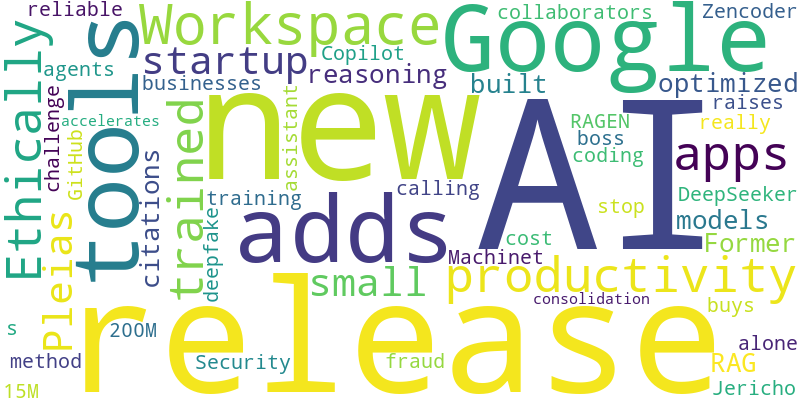 reliable
Workspace
Google
collaborators
Zencoder
Ethically
tools
startup
Copilot
agents
businesses
reasoning
built
optimized
challenge
accelerates
GitHub
citations
trained
new
assistant
AI
RAGEN
boss
coding
raises
really
apps
training
calling
adds
stop
DeepSeeker
models
deepfake
cost
Former
Pleias
Machinet
small
productivity
consolidation
buys
release
s
200M
method
Security
fraud
alone
RAG
15M
Jericho